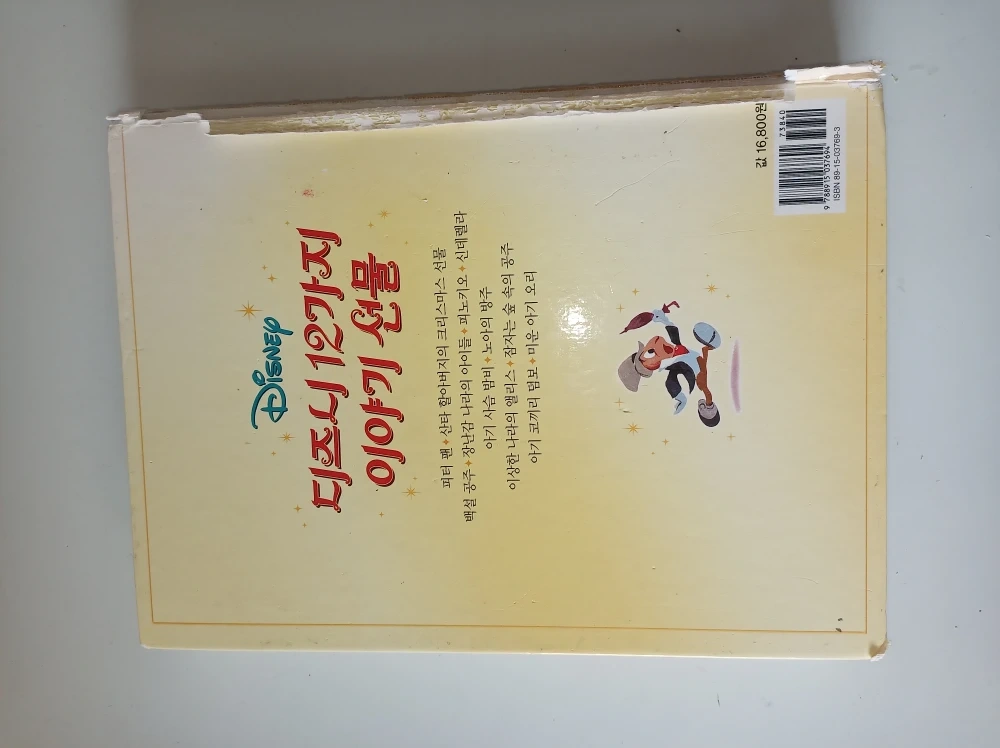 DISNEY
디즈니 12가지
이야기 선물
피터 팬✦산타 할아버지의 크리스마스 선물
백설 공주✦장난감 나라의 아이들✦피노키오✦신데렐라
아기 사슴 밤비✦노아의 방주
이상한 나라의 앨리스✦잠자는 숲 속의 공주
아기 코끼리 덤보✦미운 아기 오리
값 16,800원
73840
9 788915 037694
ISBN 89-15-03769-3